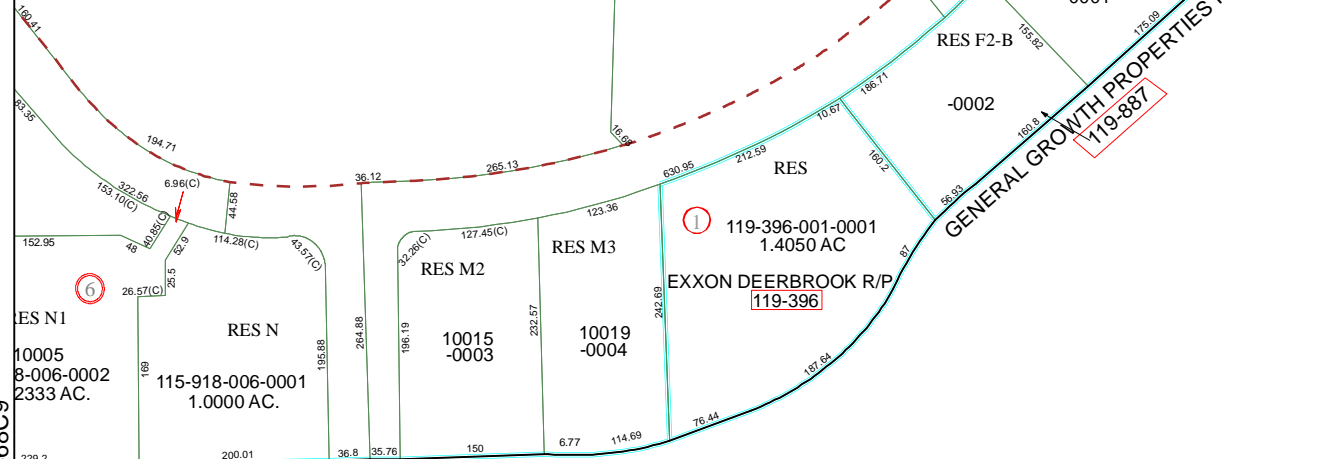 160.41
RES F2-B
155.82
175.09
GENERAL GROWTH PROPERTIES
-0002
119-887
160.8
83.35
194.71
186.71
10.67
16.66
265.13
212.59
160.2
36.12
630.95
RES
6.96(C)
322.56
153.10(C)
44.58
56.93
123.36
1
119-396-001-0001
1.4050 AC
152.95
48
40.85(C)
52.9
114.28(C)
43.57(C)
32.26(C)
127.45(C)
RES M3
87
RES M2
25.5
6
26.57(C)
EXXON DEERBROOK R/P
119-396
242.69
RES N
264.88
196.19
232.57
10015
-0003
10019
-0004
195.88
10005
8-006-0002
2333 AC.
169
115-918-006-0001
1.0000 AC.
187.64
76.44
6.77
114.69
229.2
200.01
36.8
35.76
150